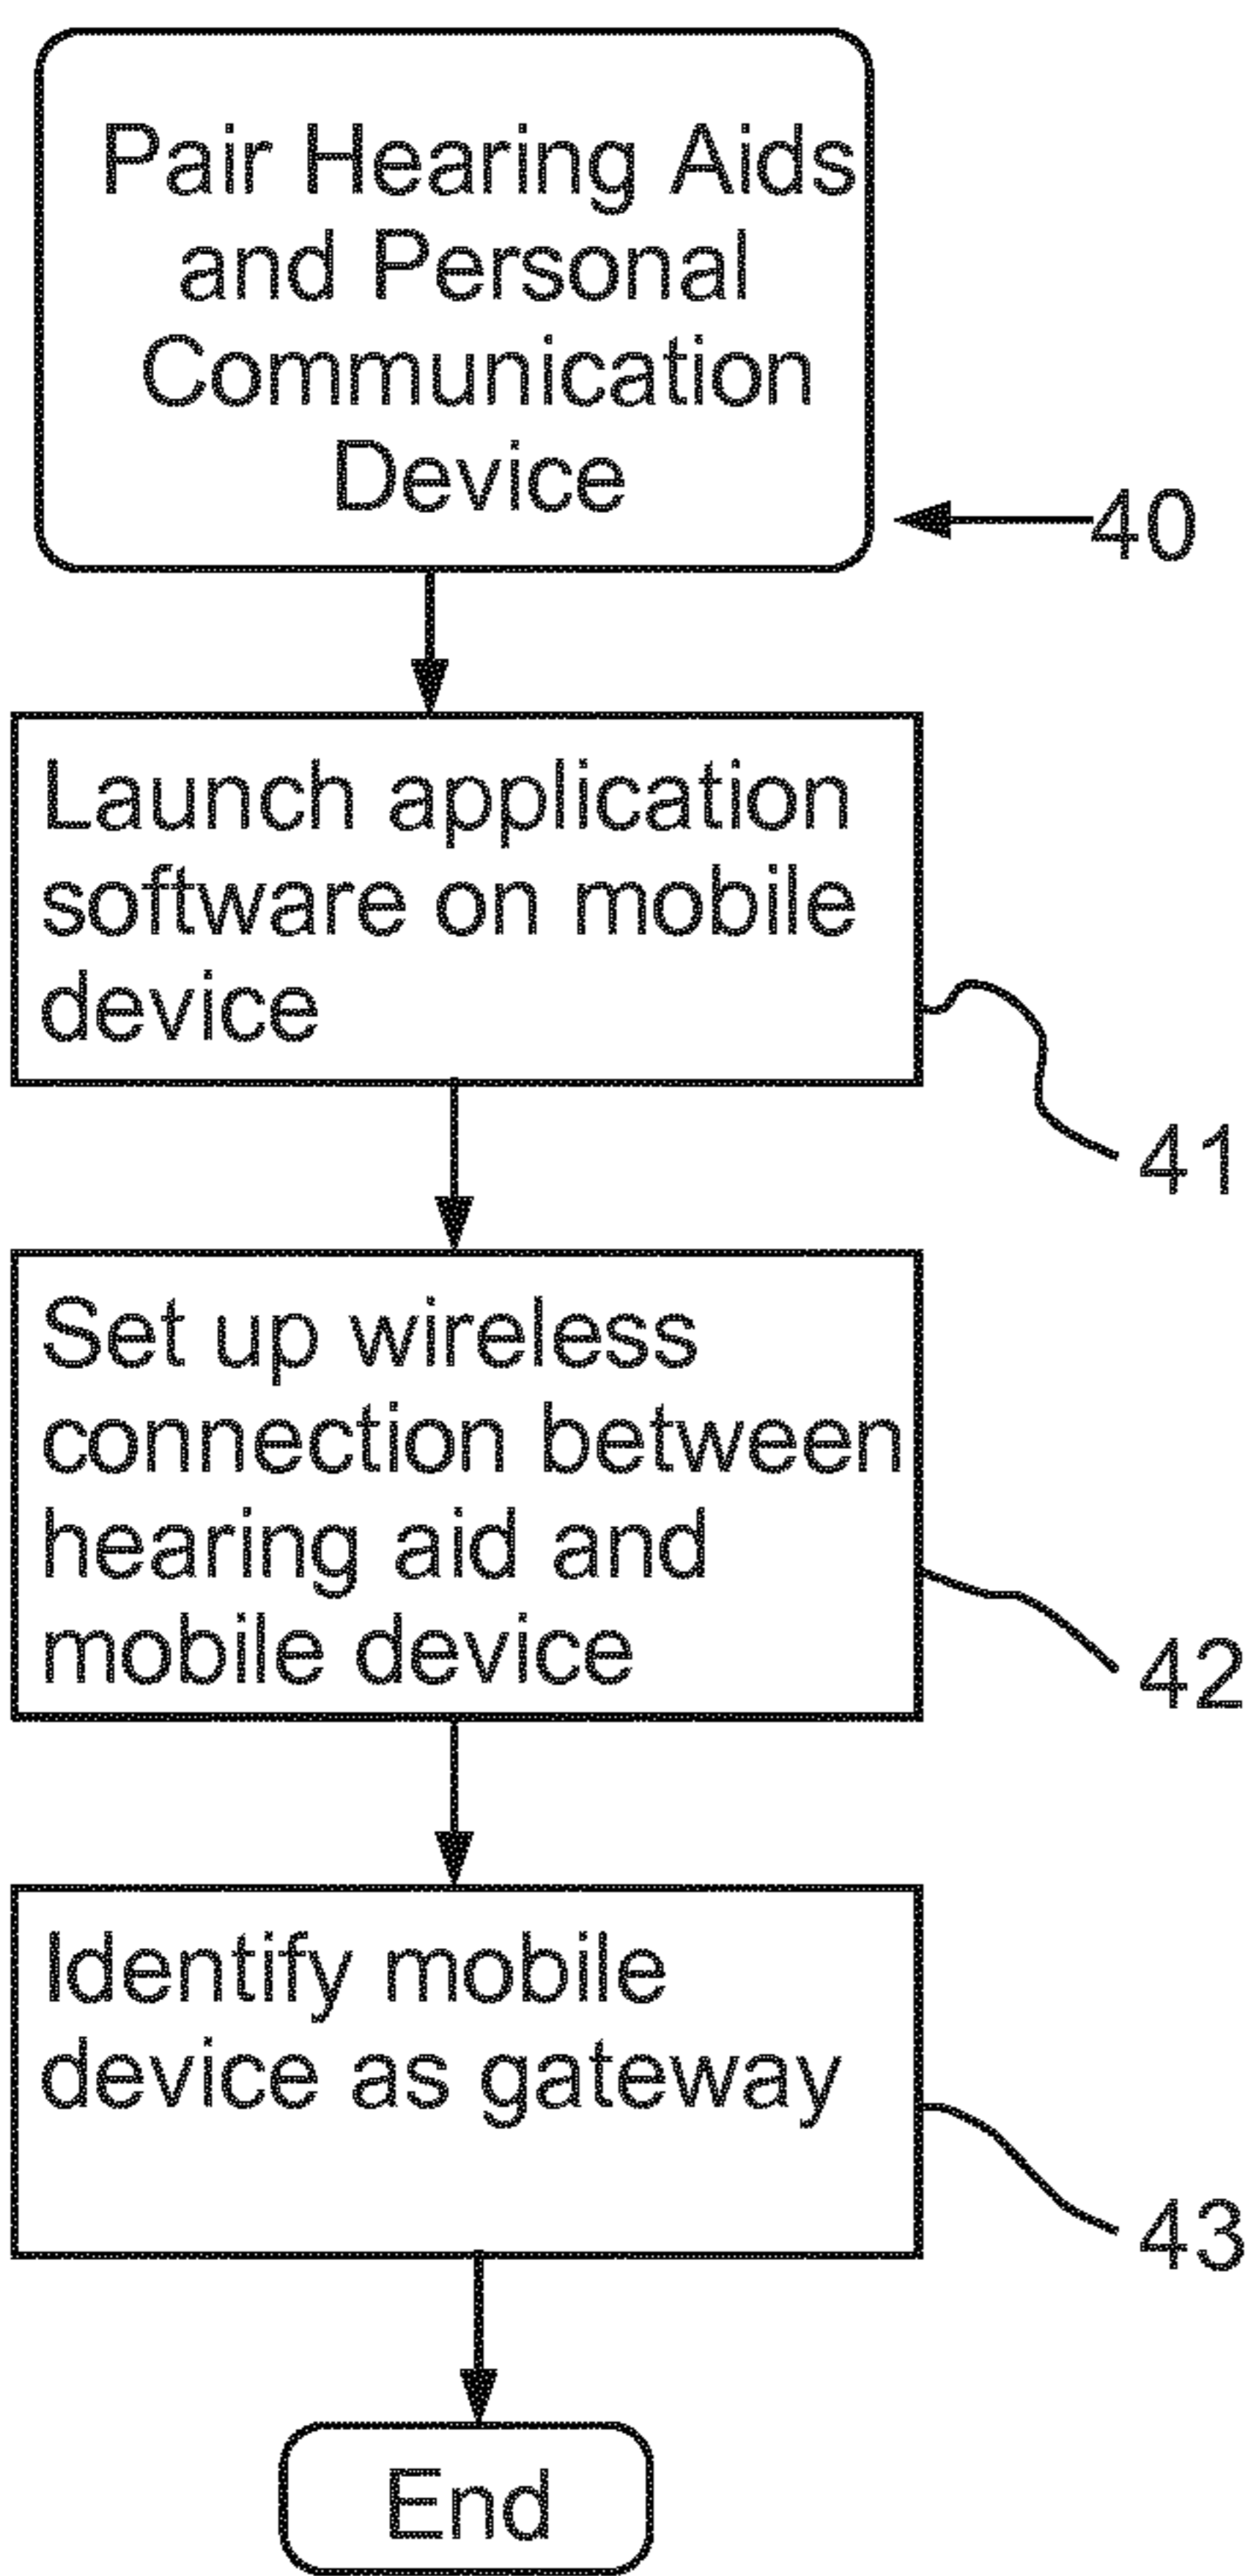 Pair Hearing Aids
and Personal
Communication
Device
40
Launch application
software on mobile
device
41
Set up wireless
connection between
hearing aid and
mobile device
42
Identify mobile
device as gateway
43
End